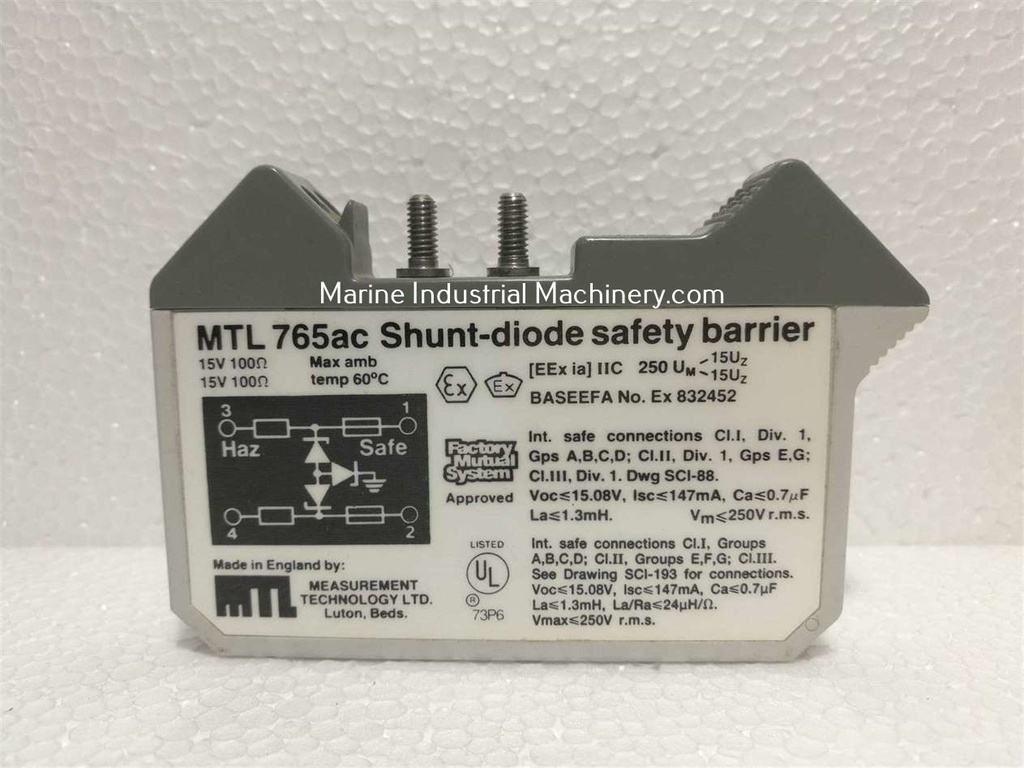 Marine Industrial Machinery.com
MTL 765ac Shunt-diode safety barrier
15V 100Ω
15V 100Ω
Max amb
temp 60ºC
Ex
Ex
[EEx ia] IIC 250 UM 15UZ
15UZ
BASEEFA No. Ex 832452
3
1
Haz
Safe
4
2
Factory
Mutual
System
Approved
Int. safe connections Cl.I, Div. 1,
Gps A,B,C,D; Cl.II, Div. 1, Gps E,G;
Cl.III, Div. 1. Dwg SCI-88.
Voc≤15.08V, Isc≤147mA, Ca≤0.7μF
La≤1.3mH. Vm≤250V r.m.s.
LISTED
UL
®
73P6
Int. safe connections Cl.I, Groups
A,B,C,D; Cl.II, Groups E,F,G; Cl.III.
See Drawing SCI-193 for connections.
Voc≤15.08V, Isc≤147mA, Ca≤0.7μF
La≤1.3mH, La/Ra≤24μH/Ω.
Vmax≤250V r.m.s.
Made in England by:
MTL
MEASUREMENT
TECHNOLOGY LTD.
Luton, Beds.